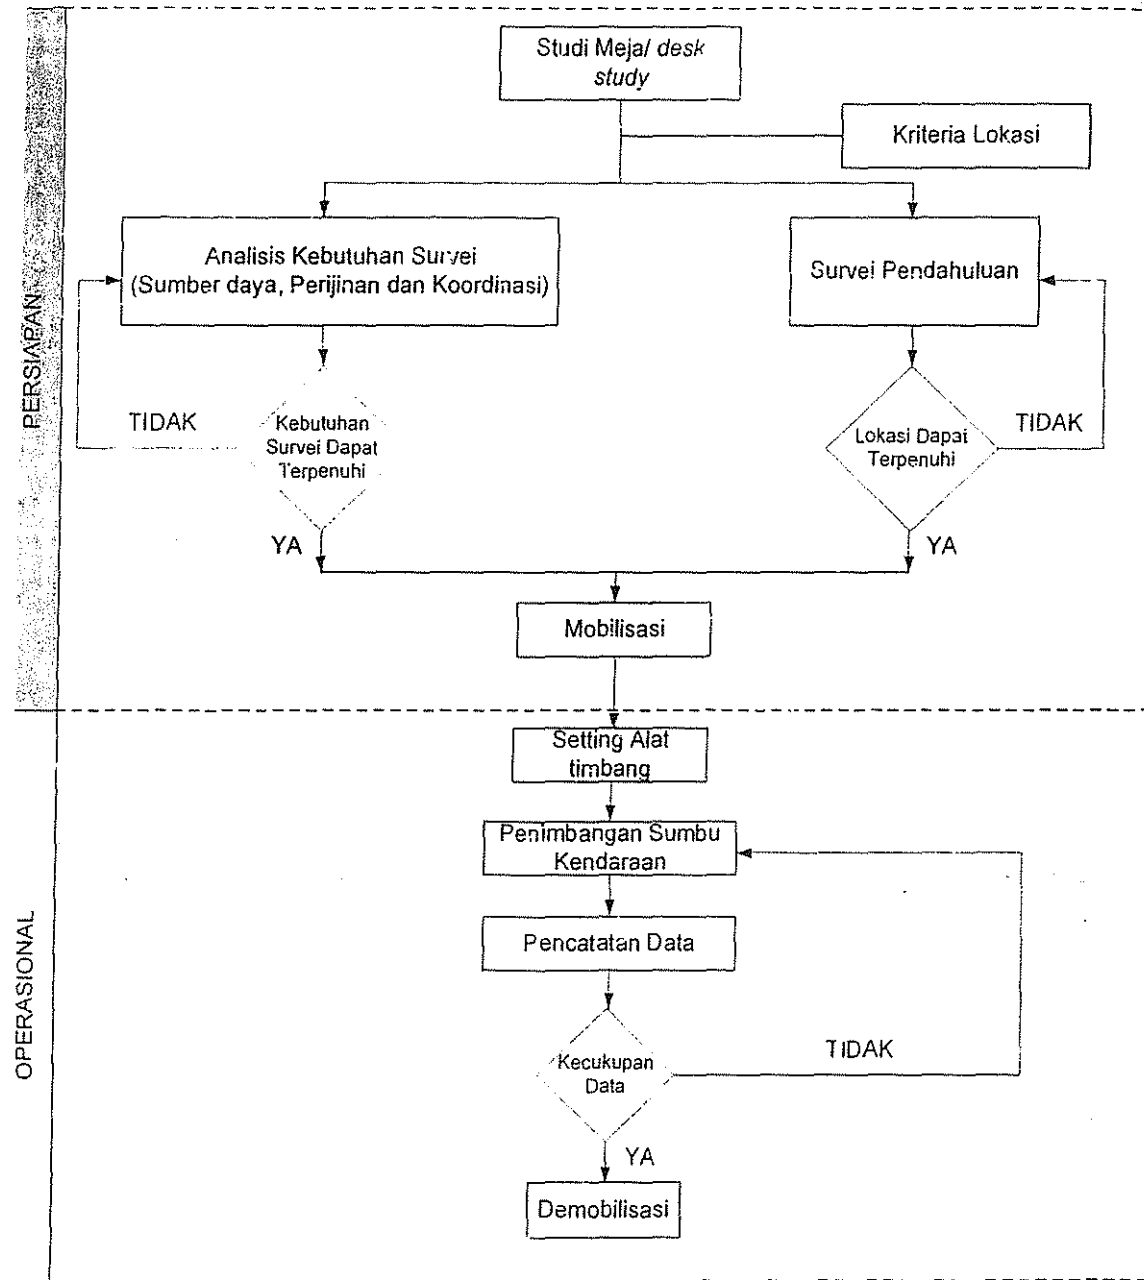 Studi Meja/ desk
study
Kriteria Lokasi
Analisis Kebutuhan Survei
(Sumber daya, Perijinan dan Koordinasi)
Survei Pendahuluan
PERSIAPAN
TIDAK
Kebutuhan
Survei Dapat
Terpenuhi
Lokasi Dapat
Terpenuhi
TIDAK
YA
YA
Mobilisasi
Setting Alat
timbang
Penimbangan Sumbu
Kendaraan
Pencatatan Data
OPERASIONAL
Kecukupan
Data
TIDAK
YA
Demobilisasi